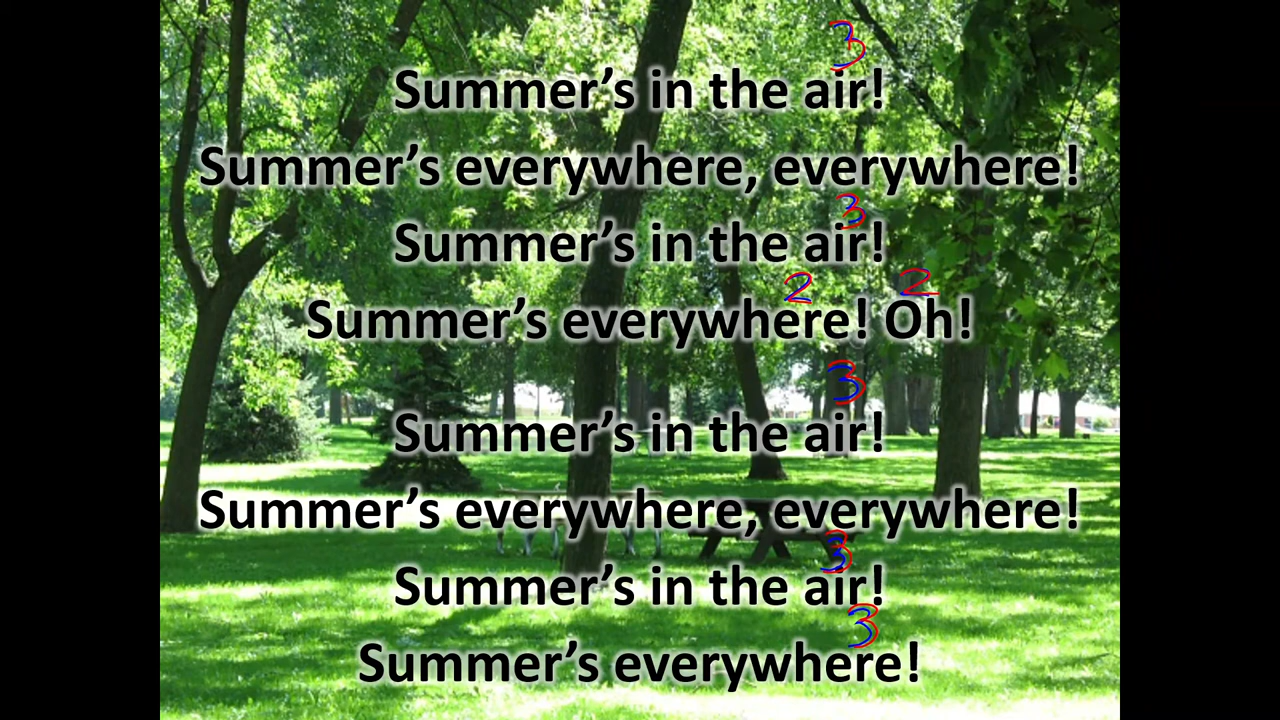 3
Summer's in the air!
Summer's everywhere, everywhere!
3
Summer's in the air!
2 2
Summer's everywhere! Oh!
3
Summer's in the air!
Summer's everywhere, everywhere!
3
Summer's in the air!
3
Summer's everywhere!